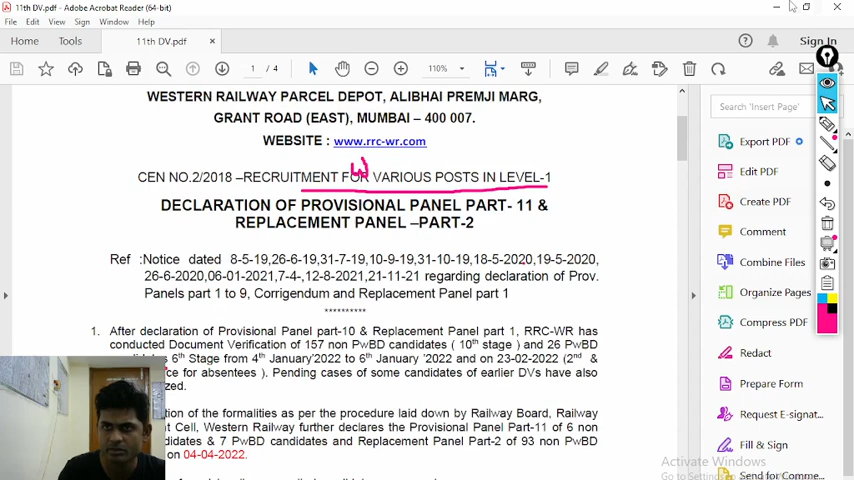 11th DV.pdf - Adobe Acrobat Reader (64-bit)
File Edit View Sign Window Help
Home Tools 11th DV.pdf × Sign In
1 / 4 110%
WESTERN RAILWAY PARCEL DEPOT, ALIBHAI PREMJI MARG,
GRANT ROAD (EAST), MUMBAI – 400 007.
WEBSITE : www.rrc-wr.com
W
CEN NO.2/2018 –RECRUITMENT FOR VARIOUS POSTS IN LEVEL-1
DECLARATION OF PROVISIONAL PANEL PART- 11 &
REPLACEMENT PANEL –PART-2
Ref :Notice dated 8-5-19,26-6-19,31-7-19,10-9-19,31-10-19,18-5-2020,19-5-2020,
26-6-2020,06-01-2021,7-4-,12-8-2021,21-11-21 regarding declaration of Prov.
Panels part 1 to 9, Corrigendum and Replacement Panel part 1
**********
1. After declaration of Provisional Panel part-10 & Replacement Panel part 1, RRC-WR has
conducted Document Verification of 157 non PwBD candidates ( 10th stage) and 26 PwBD
6th Stage from 4th January'2022 to 6th January '2022 and on 23-02-2022 (2nd &
for absentees ). Pending cases of some candidates of earlier DVs have also
of the formalities as per the procedure laid down by Railway Board, Railway
Cell, Western Railway further declares the Provisional Panel Part-11 of 6 non
& 7 PwBD candidates and Replacement Panel Part-2 of 93 non PwBD
on 04-04-2022.
Search 'Insert Page...
Export PDF
Edit PDF
Create PDF
Comment
Combine Files
Organize Pages
Compress PDF
Redact
Prepare Form
Request E-signat...
Fill & Sign
Send for Comme...
Activate Windows
Go to Settings to activate Windows.